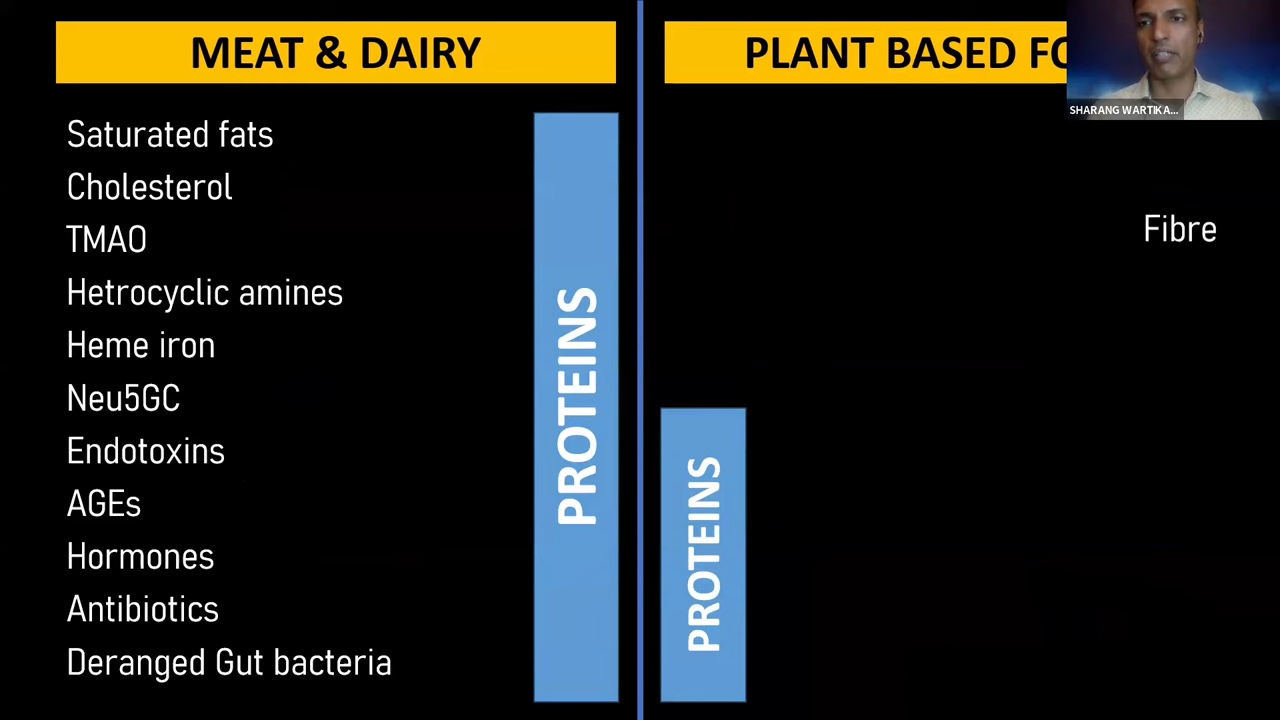 MEAT & DAIRY
Saturated fats
Cholesterol
TMAO
Hetrocyclic amines
Heme iron
Neu5GC
Endotoxins
AGEs
Hormones
Antibiotics
Deranged Gut bacteria
PROTEINS
PLANT BASED FO
SHARANG WARTIKA...
Fibre
PROTEINS